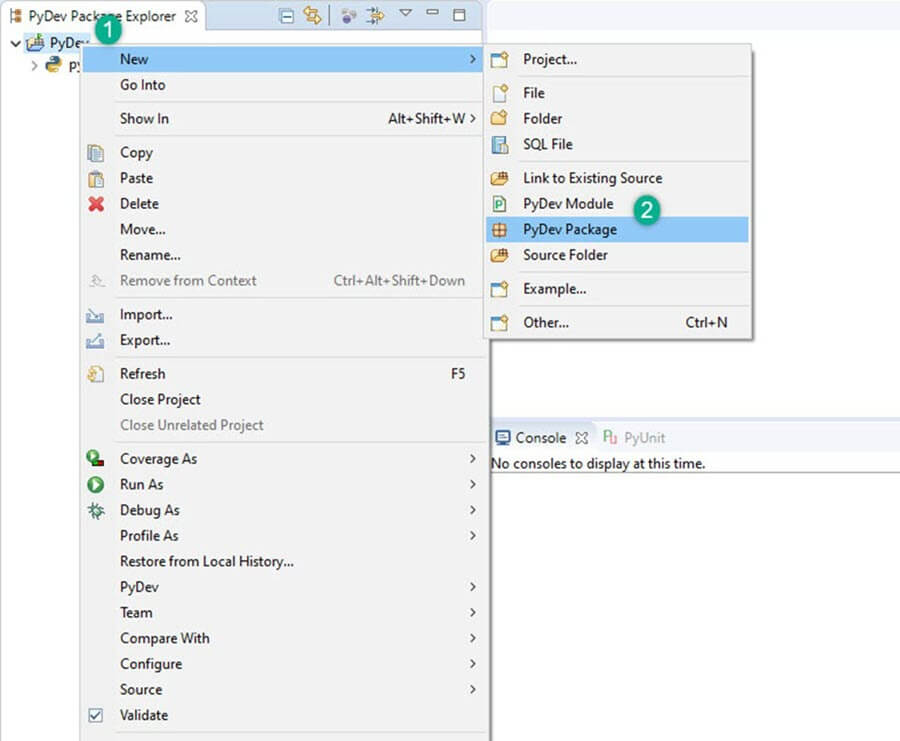 PyDev Package Explorer
1
New
Go Into
Show In Alt+Shift+W >
Copy
Paste
Delete
Move...
Rename...
Remove from Context Ctrl+Alt+Shift+Down
Import...
Export...
Refresh F5
Close Project
Close Unrelated Project
Coverage As
Run As
Debug As
Profile As
Restore from Local History...
PyDev
Team
Compare With
Configure
Source
Validate
Project...
File
Folder
SQL File
Link to Existing Source
PyDev Module
2
PyDev Package
Source Folder
Example...
Other... Ctrl+N
Console
PyUnit
No consoles to display at this time.